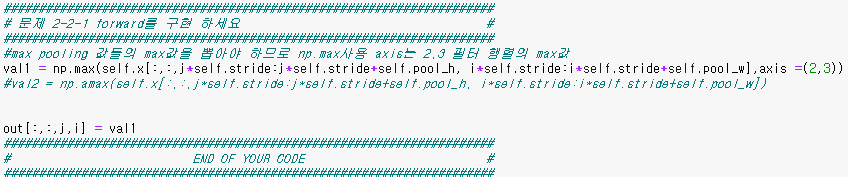 ######################################################################
# 문제 2-2-1 forward를 구현 하세요 #
######################################################################
#max pooling 값들의 max값을 뽑아야 하므로 np.max사용 axis는 2,3 필터 행렬의 max값
val1 = np.max(self.x[:,:,j*self.stride:j*self.stride+self.pool_h, i*self.stride:i*self.stride+self.pool_w],axis =(2,3))
#val2 = np.amax(self.x[:,:,j*self.stride:j*self.stride+self.pool_h, i*self.stride:i*self.stride+self.pool_w])
out[:,:,j,i] = val1
######################################################################
# END OF YOUR CODE #
######################################################################